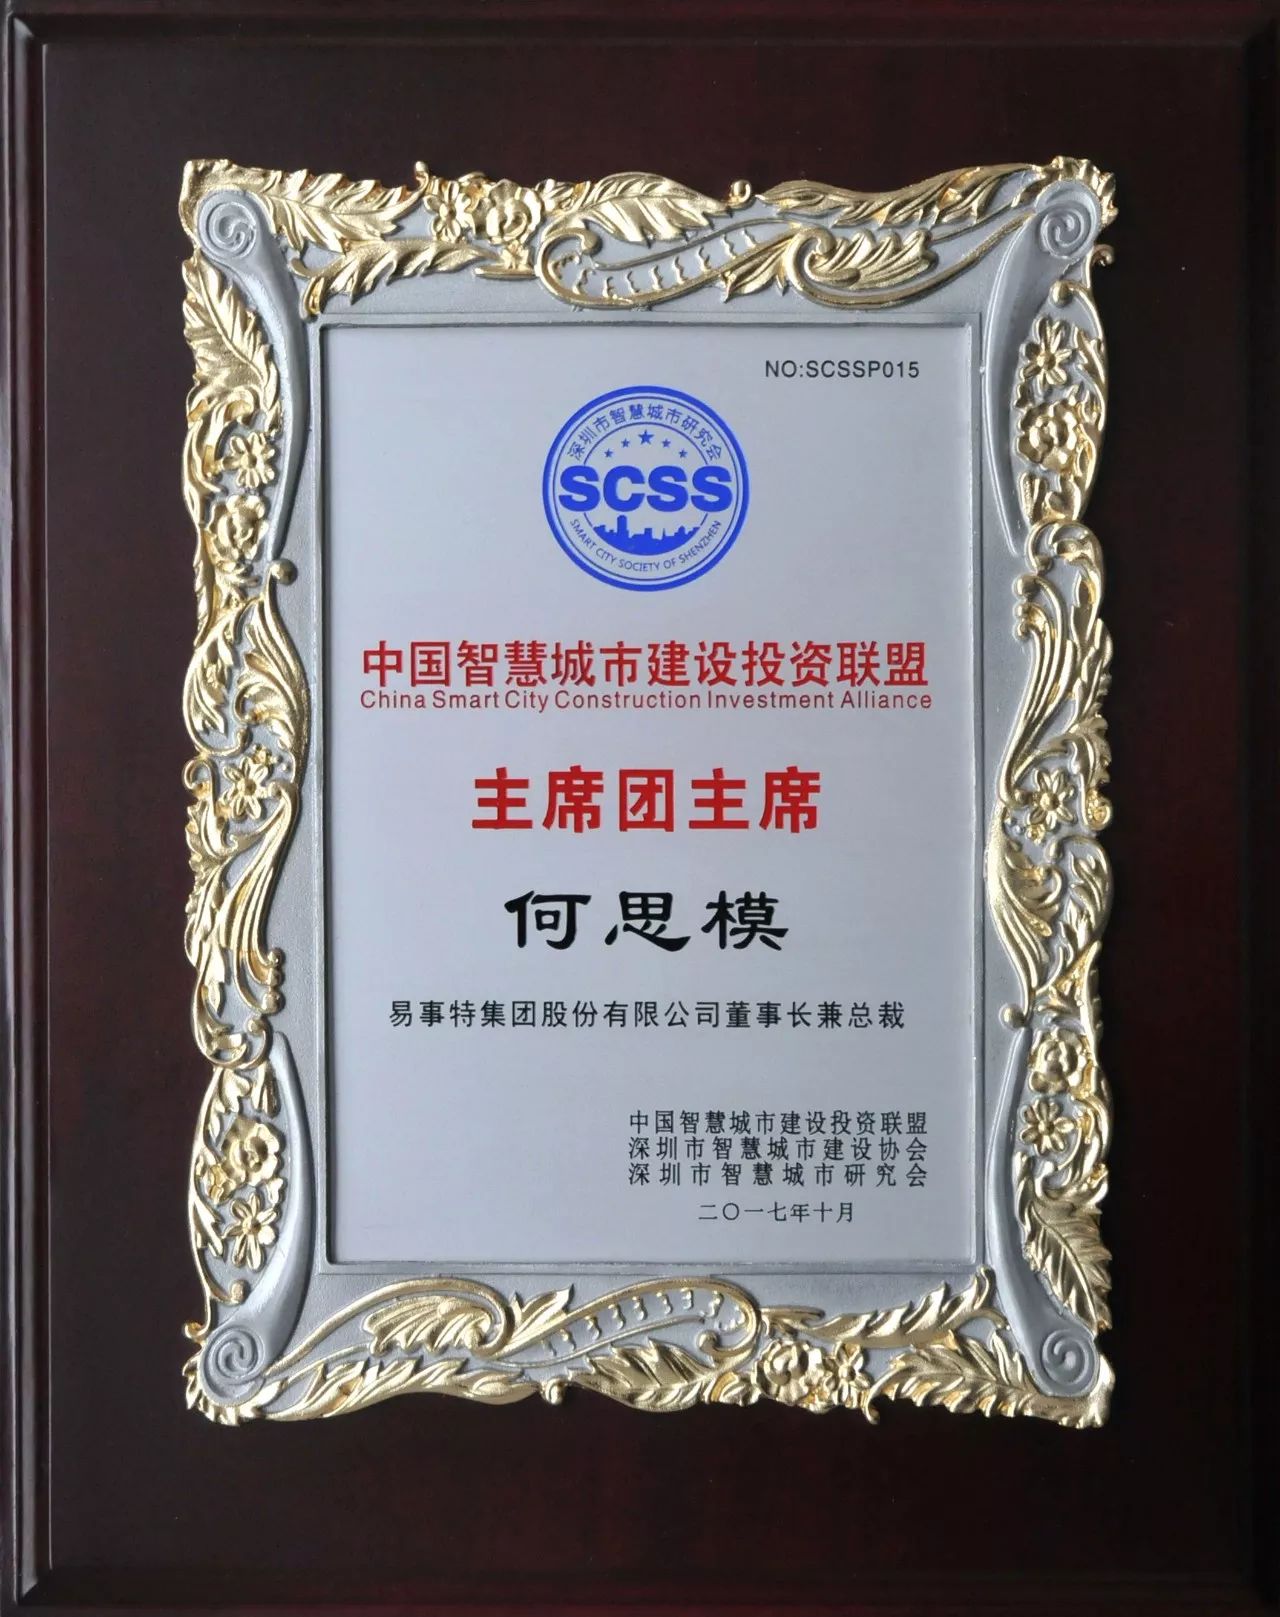 NO:SCSSP015
深圳市智慧城市研究会
SCSS
SMART CITY SOCIETY OF SHENZHEN
中国智慧城市建设投资联盟
China Smart City Construction Investment Alliance
主席团主席
何思模
易事特集团股份有限公司董事长兼总裁
中国智慧城市建设投资联盟
深圳市智慧城市建设协会
深圳市智慧城市研究会
二〇一七年十月